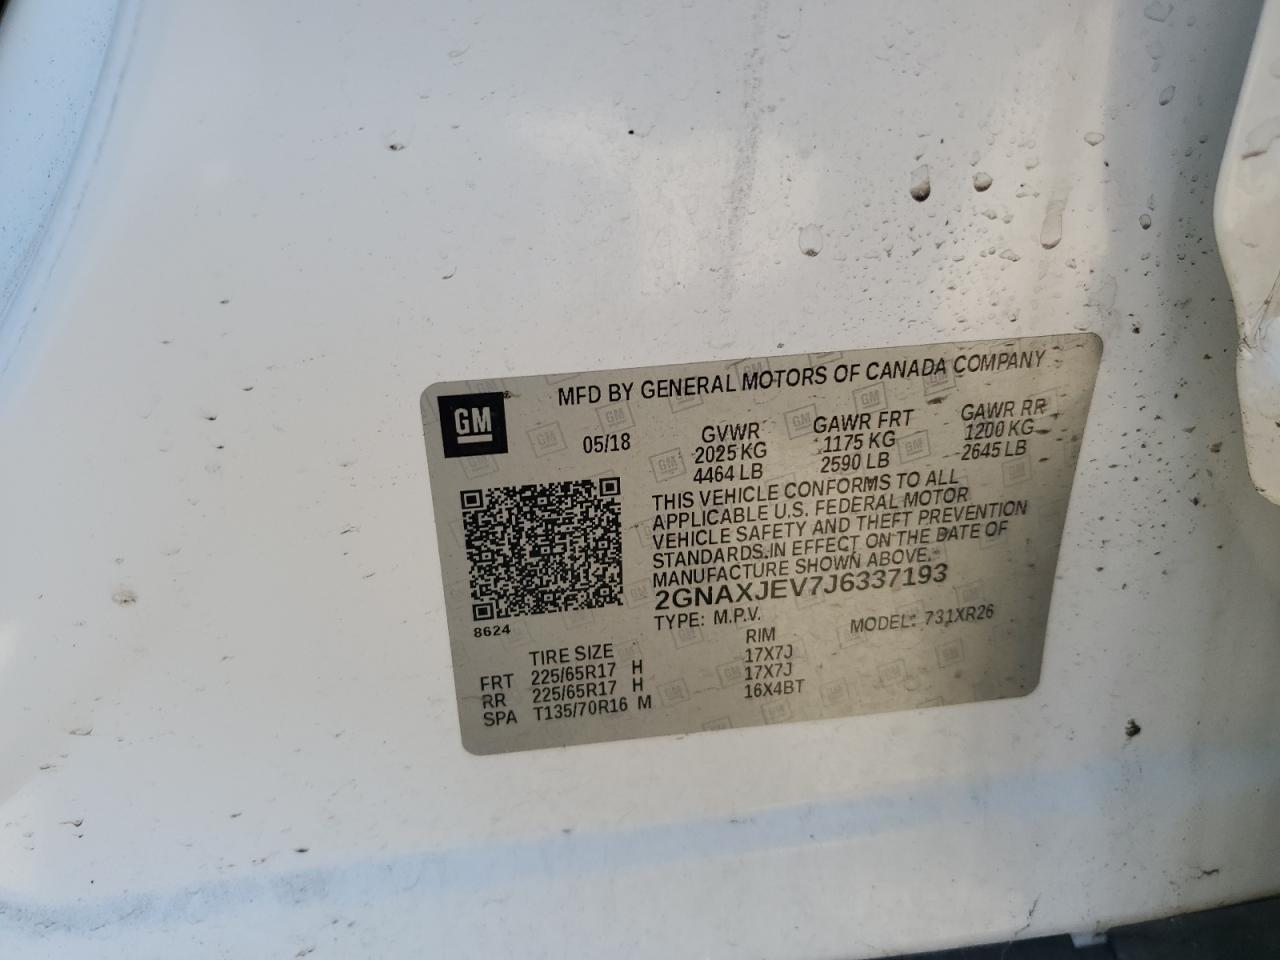 MFD BY GENERAL MOTORS OF CANADA COMPANY
GM
05/18
GVWR GAWR FRT GAWR RR
2025 KG 1175 KG 1200 KG
4464 LB 2590 LB 2645 LB
THIS VEHICLE CONFORMS TO ALL
APPLICABLE U.S. FEDERAL MOTOR
VEHICLE SAFETY AND THEFT PREVENTION
STANDARDS IN EFFECT ON THE DATE OF
MANUFACTURE SHOWN ABOVE.
2GNAXJEV7J6337193
TYPE: M.P.V. MODEL: 731XR26
8624
TIRE SIZE RIM
FRT 225/65R17 H 17X7J
RR 225/65R17 H 17X7J
SPA T135/70R16 M 16X4BT